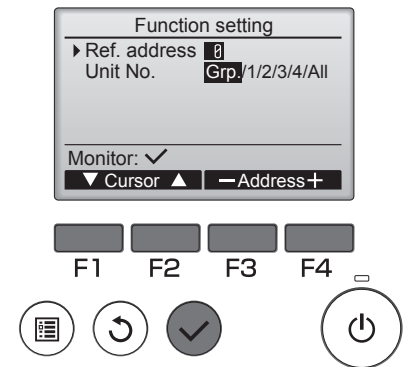 Function setting
Ref. address 0
Unit No. Grp./1/2/3/4/All
Monitor: ✓
▼ Cursor ▲ −Address+
F1 F2 F3 F4